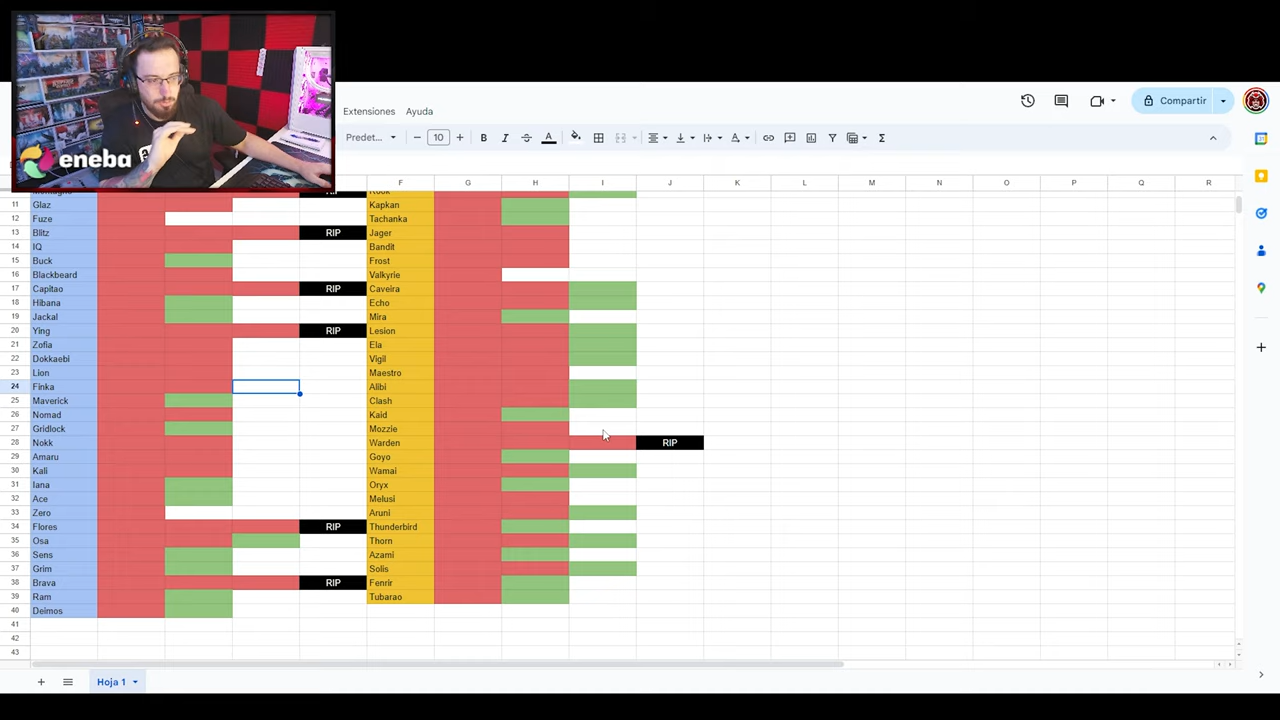 eneba
Extensiones Ayuda
Compartir
Predet... 10 B I A Σ
F G H I J K L M N O P Q R
11 Glaz Kapkan
12 Fuze Tachanka
13 Blitz RIP Jager
14 IQ Bandit
15 Buck Frost
16 Blackbeard Valkyrie
17 Capitao RIP Caveira
18 Hibana Echo
19 Jackal Mira
20 Ying RIP Lesion
21 Zofia Ela
22 Dokkaebi Vigil
23 Lion Maestro
24 Finka Alibi
25 Maverick Clash
26 Nomad Kaid
27 Gridlock Mozzie
28 Nokk Warden RIP
29 Amaru Goyo
30 Kali Wamai
31 Iana Oryx
32 Ace Melusi
33 Zero Aruni
34 Flores RIP Thunderbird
35 Osa Thorn
36 Sens Azami
37 Grim Solis
38 Brava RIP Fenrir
39 Ram Tubarao
40 Deimos
41
42
43
Hoja 1